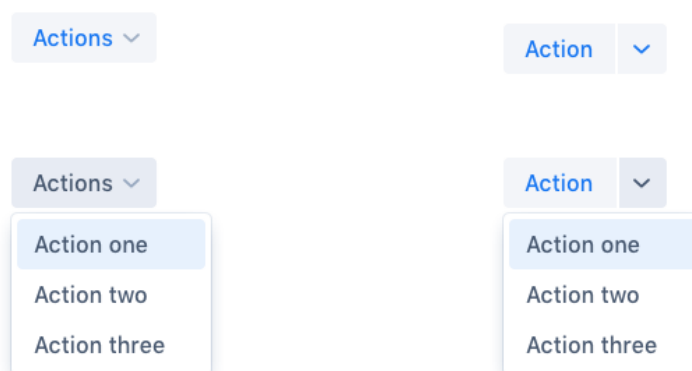 Actions
Action
Actions
Action one
Action two
Action three
Action
Action one
Action two
Action three